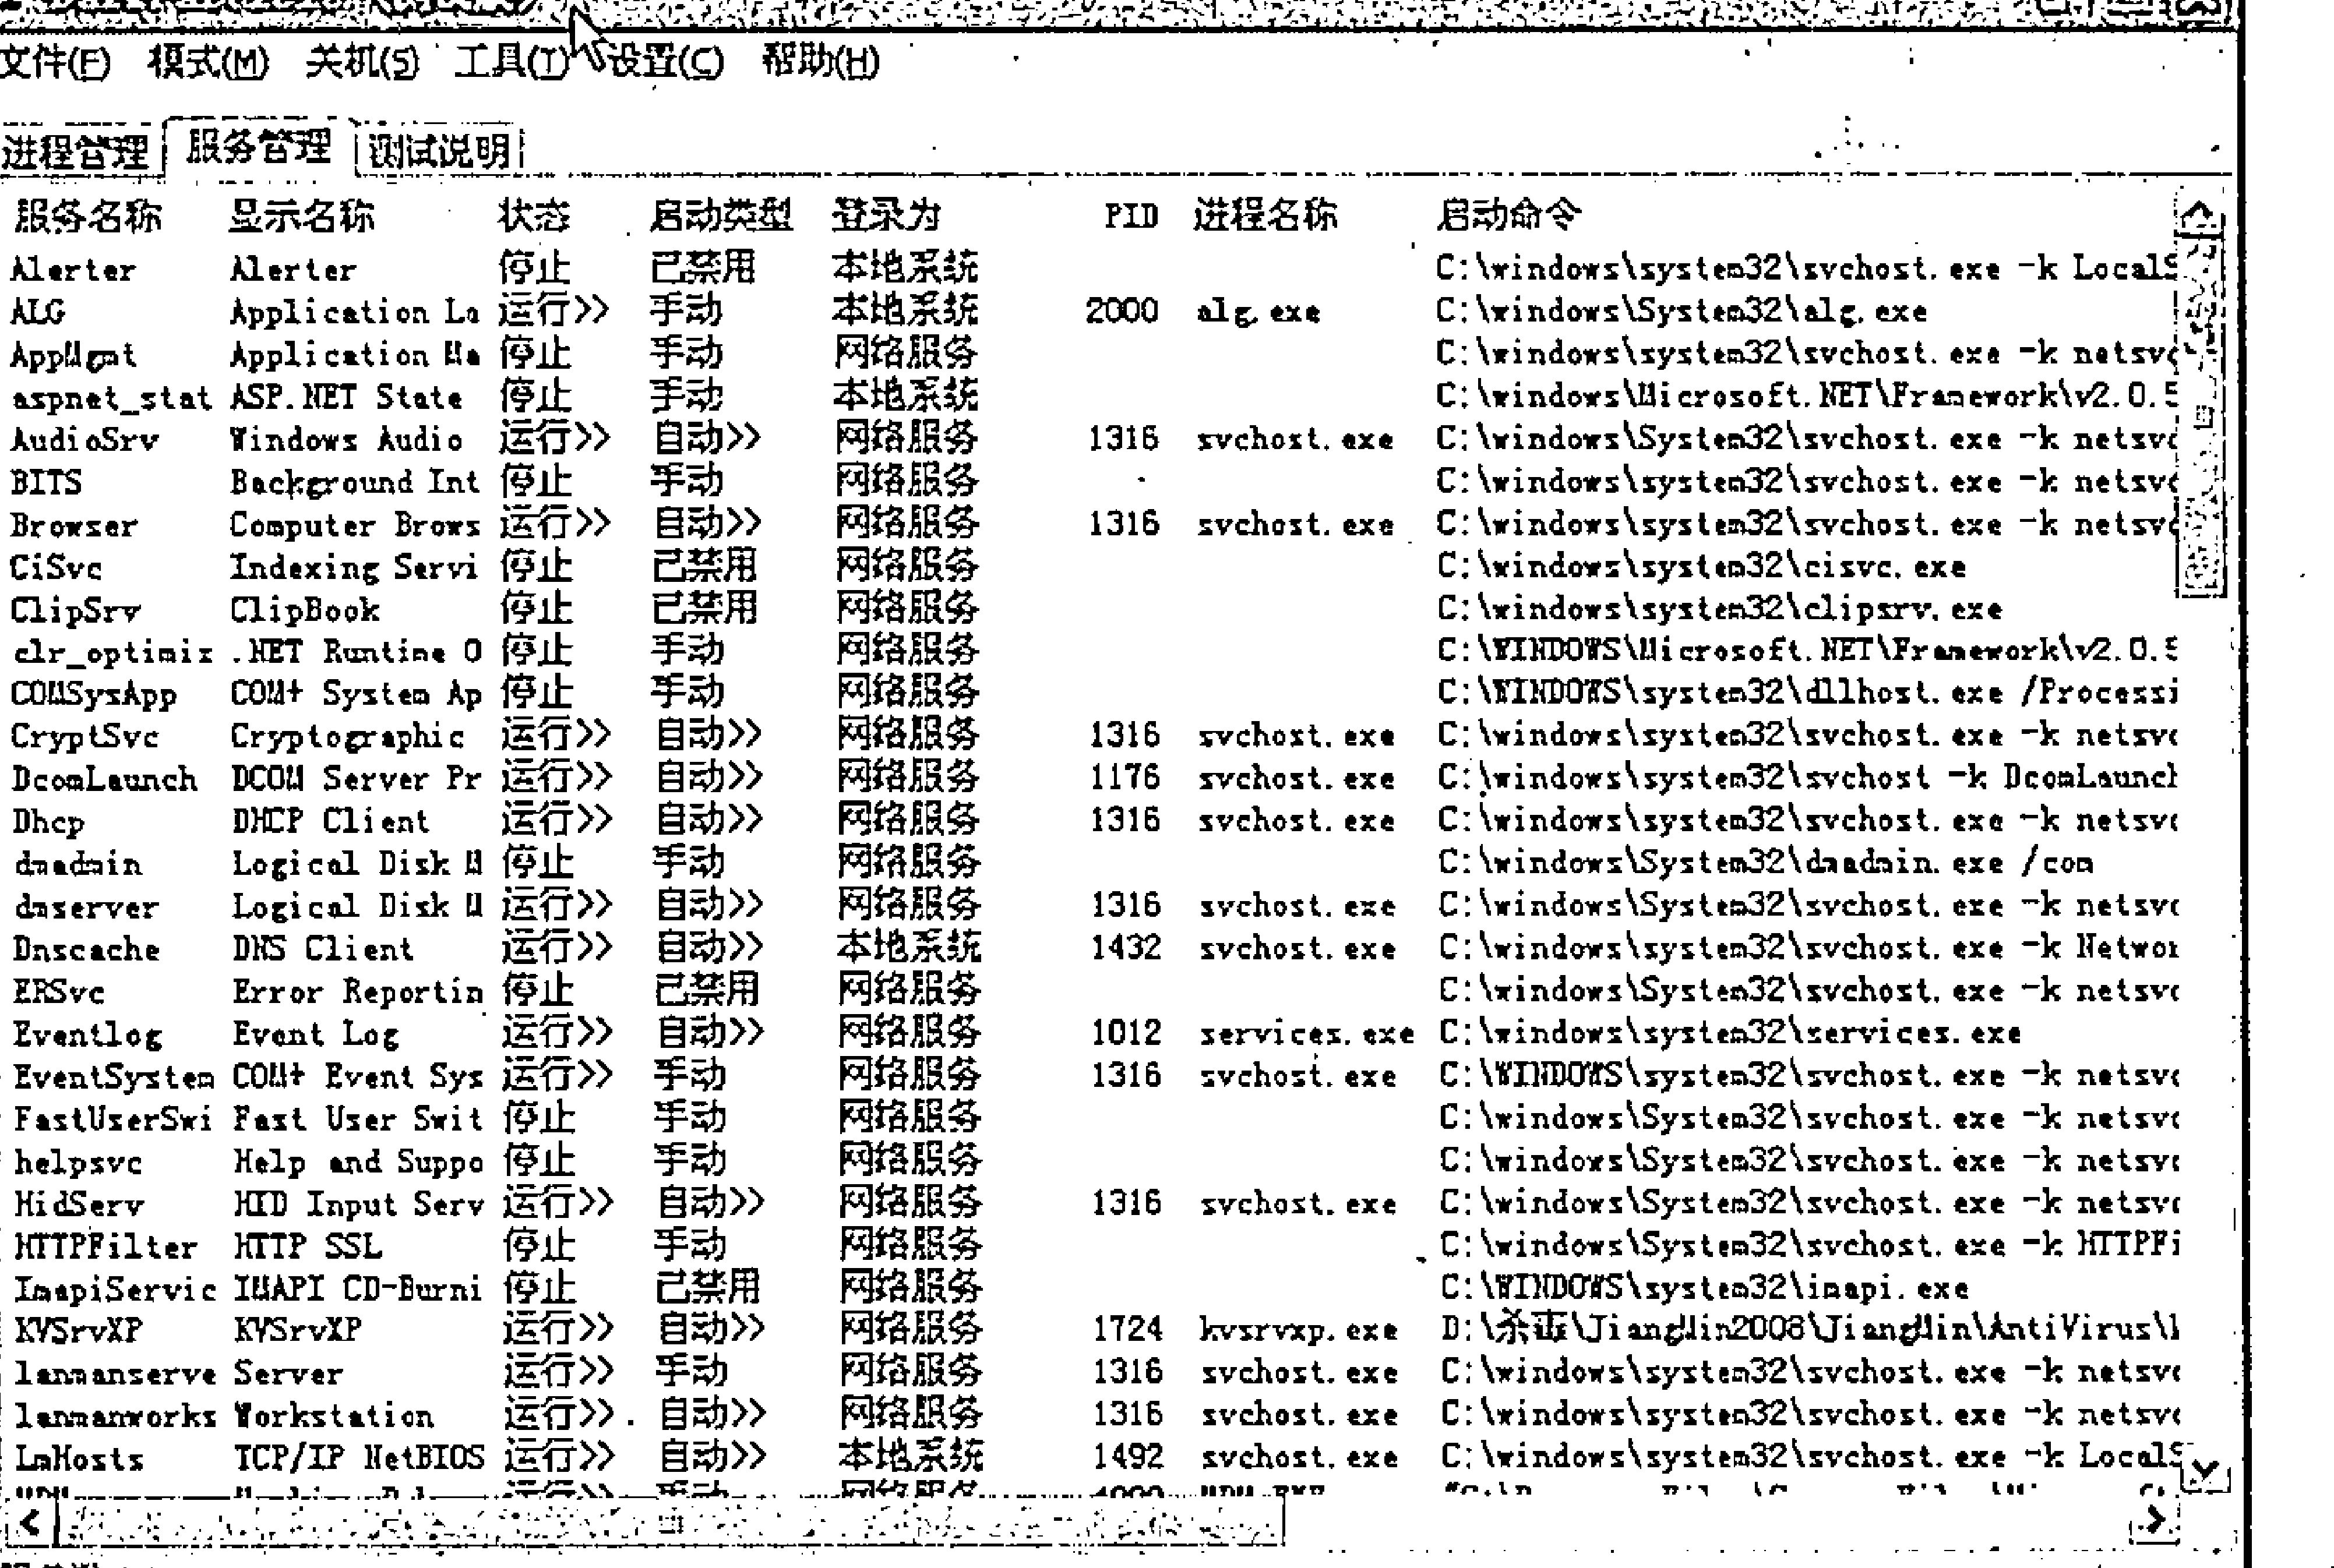 文件(F) 模式(M) 关机(S) 工具(T) 设置(C) 帮助(H)
进程管理 服务管理 测试说明
服务名称 显示名称 状态 启动类型 登录为 PID 进程名称 启动命令
Alerter Alerter 停止 已禁用 本地系统 C:\windows\system32\svchost.exe -k LocalS
ALG Application La 运行>> 手动 本地系统 2000 alg.exe C:\windows\System32\alg.exe
AppMgmt Application Ma 停止 手动 网络服务 C:\windows\system32\svchost.exe -k netsvc
aspnet_stat ASP.NET State 停止 手动 本地系统 C:\windows\Microsoft.NET\Framework\v2.0.5
AudioSrv Windows Audio 运行>> 自动>> 网络服务 1316 svchost.exe C:\windows\System32\svchost.exe -k netsvc
BITS Background Int 停止 手动 网络服务 C:\windows\system32\svchost.exe -k netsvc
Browser Computer Brows 运行>> 自动>> 网络服务 1316 svchost.exe C:\windows\system32\svchost.exe -k netsvc
CiSvc Indexing Servi 停止 已禁用 网络服务 C:\windows\system32\cisvc.exe
ClipSrv ClipBook 停止 已禁用 网络服务 C:\windows\system32\clipsrv.exe
clr_optimiz .NET Runtime O 停止 手动 网络服务 C:\WINDOWS\Microsoft.NET\Framework\v2.0.5
COMSysApp COM+ System Ap 停止 手动 网络服务 C:\WINDOWS\system32\dllhost.exe /Processi
CryptSvc Cryptographic 运行>> 自动>> 网络服务 1316 svchost.exe C:\windows\system32\svchost.exe -k netsvc
DcomLaunch DCOM Server Pr 运行>> 自动>> 网络服务 1176 svchost.exe C:\windows\system32\svchost -k DcomLaunch
Dhcp DHCP Client 运行>> 自动>> 网络服务 1316 svchost.exe C:\windows\system32\svchost.exe -k netsvc
dmadmin Logical Disk M 停止 手动 网络服务 C:\windows\System32\dmadmin.exe /com
dmserver Logical Disk M 运行>> 自动>> 网络服务 1316 svchost.exe C:\windows\System32\svchost.exe -k netsvc
Dnscache DNS Client 运行>> 自动>> 本地系统 1432 svchost.exe C:\windows\system32\svchost.exe -k Networ
ERSvc Error Reportin 停止 已禁用 网络服务 C:\windows\System32\svchost.exe -k netsvc
Eventlog Event Log 运行>> 自动>> 网络服务 1012 services.exe C:\windows\system32\services.exe
EventSystem COM+ Event Sys 运行>> 手动 网络服务 1316 svchost.exe C:\WINDOWS\system32\svchost.exe -k netsvc
FastUserSwi Fast User Swit 停止 手动 网络服务 C:\windows\System32\svchost.exe -k netsvc
helpsvc Help and Suppo 停止 手动 网络服务 C:\windows\System32\svchost.exe -k netsvc
HidServ HID Input Serv 运行>> 自动>> 网络服务 1316 svchost.exe C:\windows\System32\svchost.exe -k netsvc
HTTPFilter HTTP SSL 停止 手动 网络服务 C:\windows\System32\svchost.exe -k HTTPFi
ImapiServic IMAPI CD-Burni 停止 已禁用 网络服务 C:\WINDOWS\system32\imapi.exe
KVSrvXP KVSrvXP 运行>> 自动>> 网络服务 1724 kvsrvxp.exe D:\杀毒\JiangMin2008\JiangMin\AntiVirus\
lanmanserve Server 运行>> 手动 网络服务 1316 svchost.exe C:\windows\system32\svchost.exe -k netsvc
lanmanworks Workstation 运行>> 自动>> 网络服务 1316 svchost.exe C:\windows\system32\svchost.exe -k netsvc
LmHosts TCP/IP NetBIOS 运行>> 自动>> 本地系统 1492 svchost.exe C:\windows\system32\svchost.exe -k LocalS